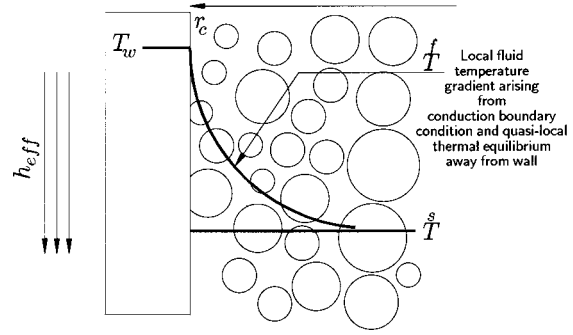 r_c
T_w
f
T
Local fluid
temperature
gradient arising
from
conduction boundary
condition and quasi-local
thermal equilibrium
away from wall
h_eff
s
T